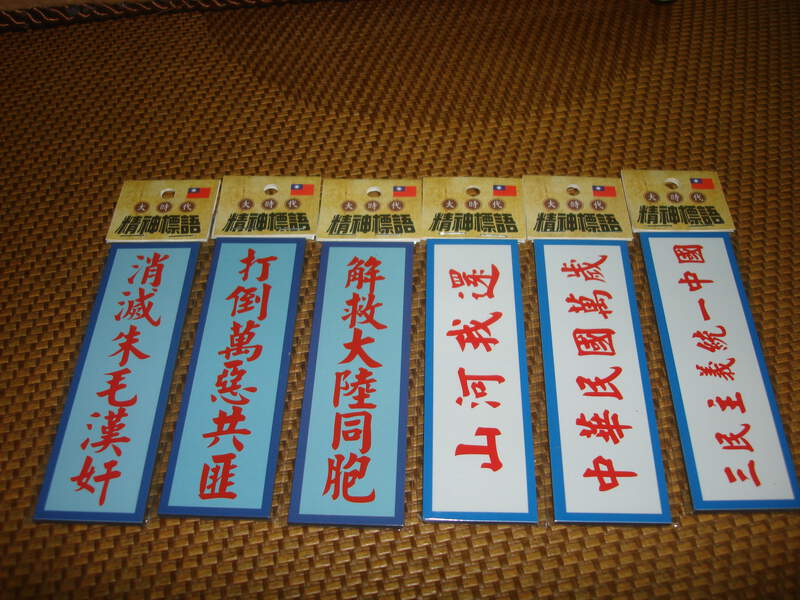 大時代
精神標語
消滅朱毛漢奸
大時代
精神標語
打倒萬惡共匪
大時代
精神標語
解救大陸同胞
大時代
精神標語
還我河山
大時代
精神標語
中華民國萬歲
大時代
精神標語
三民主義統一中國